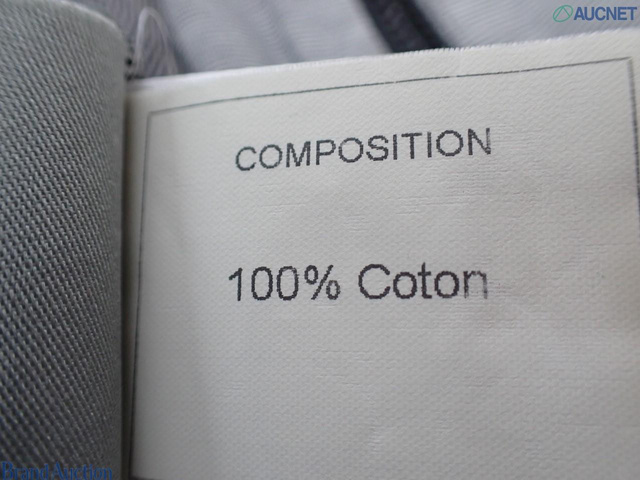 AUCNET
COMPOSITION
100% Coton
Brand Auction